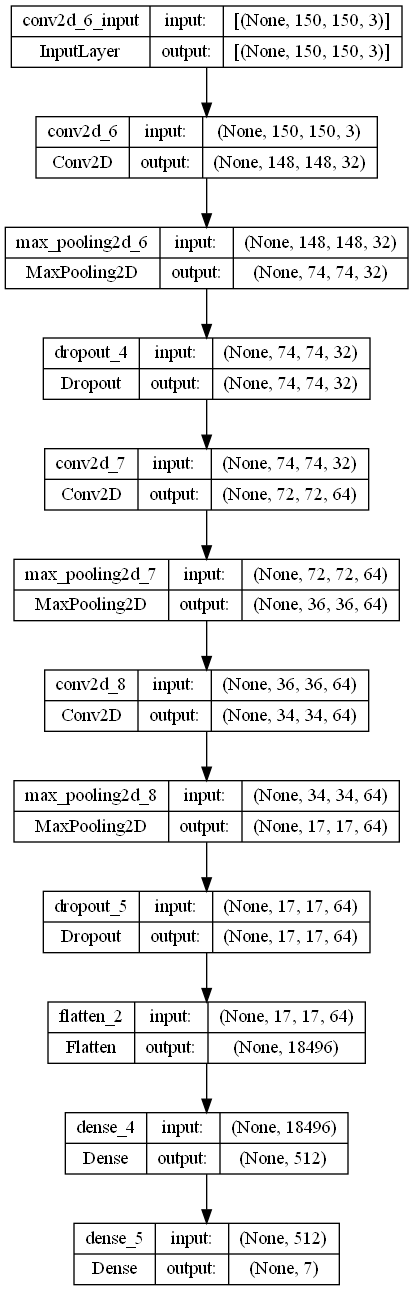 conv2d_6_input input: [(None, 150, 150, 3)]
InputLayer output: [(None, 150, 150, 3)]
conv2d_6 input: (None, 150, 150, 3)
Conv2D output: (None, 148, 148, 32)
max_pooling2d_6 input: (None, 148, 148, 32)
MaxPooling2D output: (None, 74, 74, 32)
dropout_4 input: (None, 74, 74, 32)
Dropout output: (None, 74, 74, 32)
conv2d_7 input: (None, 74, 74, 32)
Conv2D output: (None, 72, 72, 64)
max_pooling2d_7 input: (None, 72, 72, 64)
MaxPooling2D output: (None, 36, 36, 64)
conv2d_8 input: (None, 36, 36, 64)
Conv2D output: (None, 34, 34, 64)
max_pooling2d_8 input: (None, 34, 34, 64)
MaxPooling2D output: (None, 17, 17, 64)
dropout_5 input: (None, 17, 17, 64)
Dropout output: (None, 17, 17, 64)
flatten_2 input: (None, 17, 17, 64)
Flatten output: (None, 18496)
dense_4 input: (None, 18496)
Dense output: (None, 512)
dense_5 input: (None, 512)
Dense output: (None, 7)